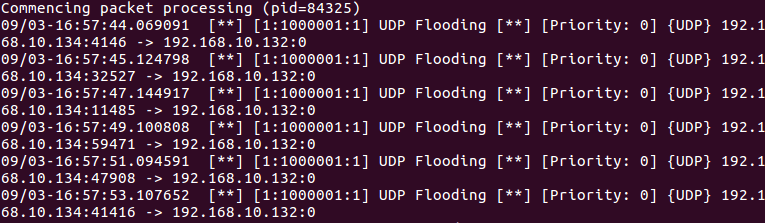 Commencing packet processing (pid=84325)
09/03-16:57:44.069091  [**] [1:1000001:1] UDP Flooding [**] [Priority: 0] {UDP} 192.1
68.10.134:4146 -> 192.168.10.132:0
09/03-16:57:45.124798  [**] [1:1000001:1] UDP Flooding [**] [Priority: 0] {UDP} 192.1
68.10.134:32527 -> 192.168.10.132:0
09/03-16:57:47.144917  [**] [1:1000001:1] UDP Flooding [**] [Priority: 0] {UDP} 192.1
68.10.134:11485 -> 192.168.10.132:0
09/03-16:57:49.100808  [**] [1:1000001:1] UDP Flooding [**] [Priority: 0] {UDP} 192.1
68.10.134:59471 -> 192.168.10.132:0
09/03-16:57:51.094591  [**] [1:1000001:1] UDP Flooding [**] [Priority: 0] {UDP} 192.1
68.10.134:47908 -> 192.168.10.132:0
09/03-16:57:53.107652  [**] [1:1000001:1] UDP Flooding [**] [Priority: 0] {UDP} 192.1
68.10.134:41416 -> 192.168.10.132:0